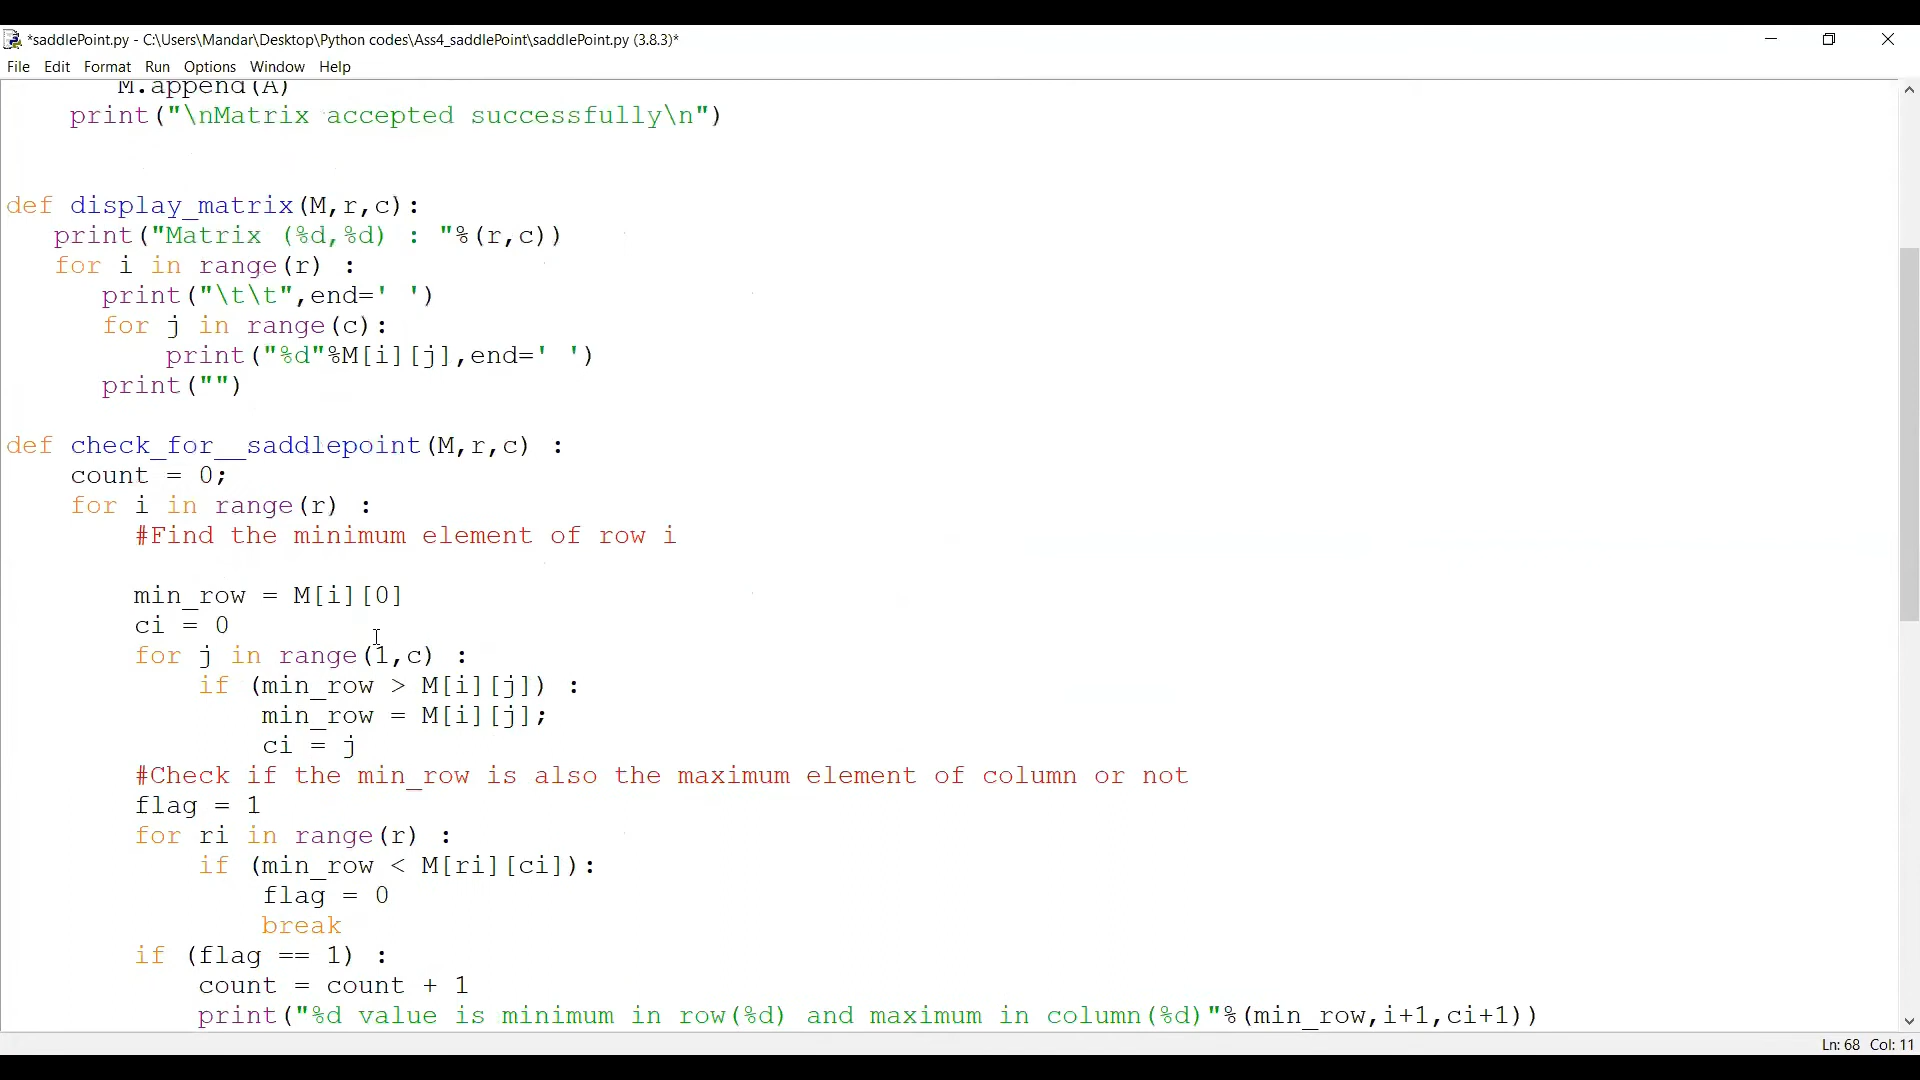 *saddlePoint.py - C:\Users\Mandar\Desktop\Python codes\Ass4_saddlePoint\saddlePoint.py (3.8.3)*
File Edit Format Run Options Window Help
M.append(A)
print("\nMatrix accepted successfully\n")
def display_matrix(M,r,c):
print("Matrix (%d,%d) : "%(r,c))
for i in range(r) :
print("\t\t",end=' ')
for j in range(c):
print("%d"%M[i][j],end=' ')
print("")
def check_for__saddlepoint(M,r,c) :
count = 0;
for i in range(r) :
#Find the minimum element of row i
min_row = M[i][0]
ci = 0
for j in range(1,c) :
if (min_row > M[i][j]) :
min_row = M[i][j];
ci = j
#Check if the min_row is also the maximum element of column or not
flag = 1
for ri in range(r) :
if (min_row < M[ri][ci]):
flag = 0
break
if (flag == 1) :
count = count + 1
print("%d value is minimum in row(%d) and maximum in column(%d)"%(min_row,i+1,ci+1))
Ln: 68 Col: 11